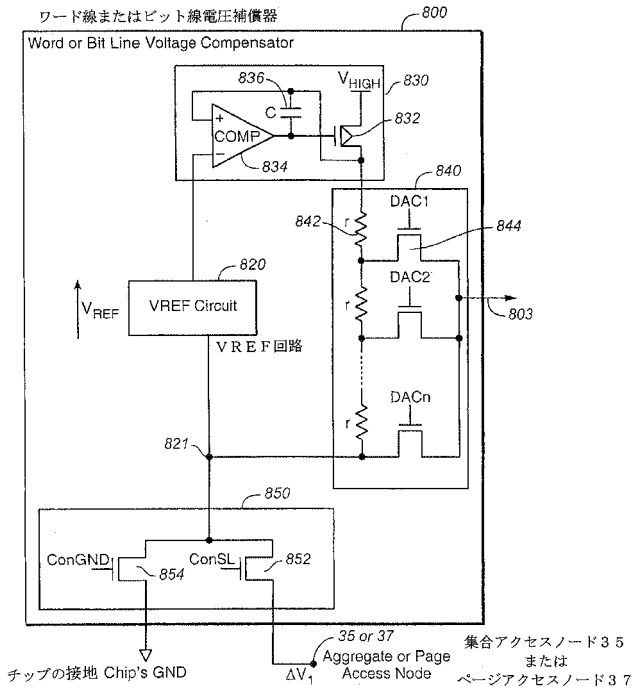 ワード線またはビット線電圧補償器
800
Word or Bit Line Voltage Compensator
836
VHIGH
830
C
832
+
COMP
−
834
840
DAC1
842
r
844
820
DAC2
VREF
VREF Circuit
r
803
VREF回路
DACn
r
821
850
ConGND
ConSL
852
854
35 or 37
集合アクセスノード35
または
ページアクセスノード37
チップの接地 Chip's GND
ΔV1
Aggregate or Page
Access Node